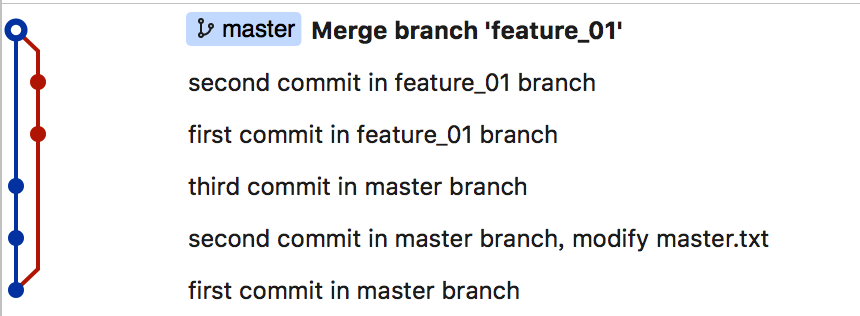 master Merge branch 'feature_01'
second commit in feature_01 branch
first commit in feature_01 branch
third commit in master branch
second commit in master branch, modify master.txt
first commit in master branch